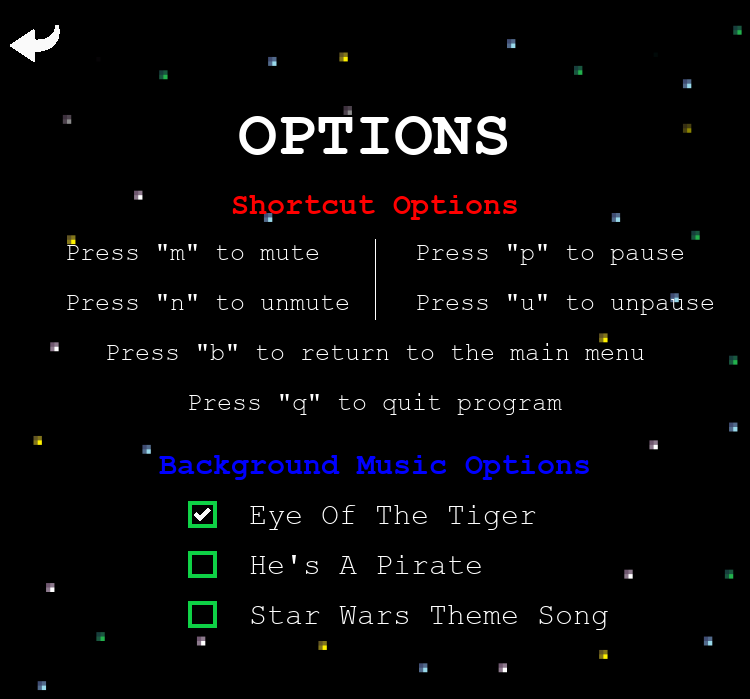 OPTIONS
Shortcut Options
Press "m" to mute
Press "p" to pause
Press "n" to unmute
Press "u" to unpause
Press "b" to return to the main menu
Press "q" to quit program
Background Music Options
Eye Of The Tiger
He's A Pirate
Star Wars Theme Song